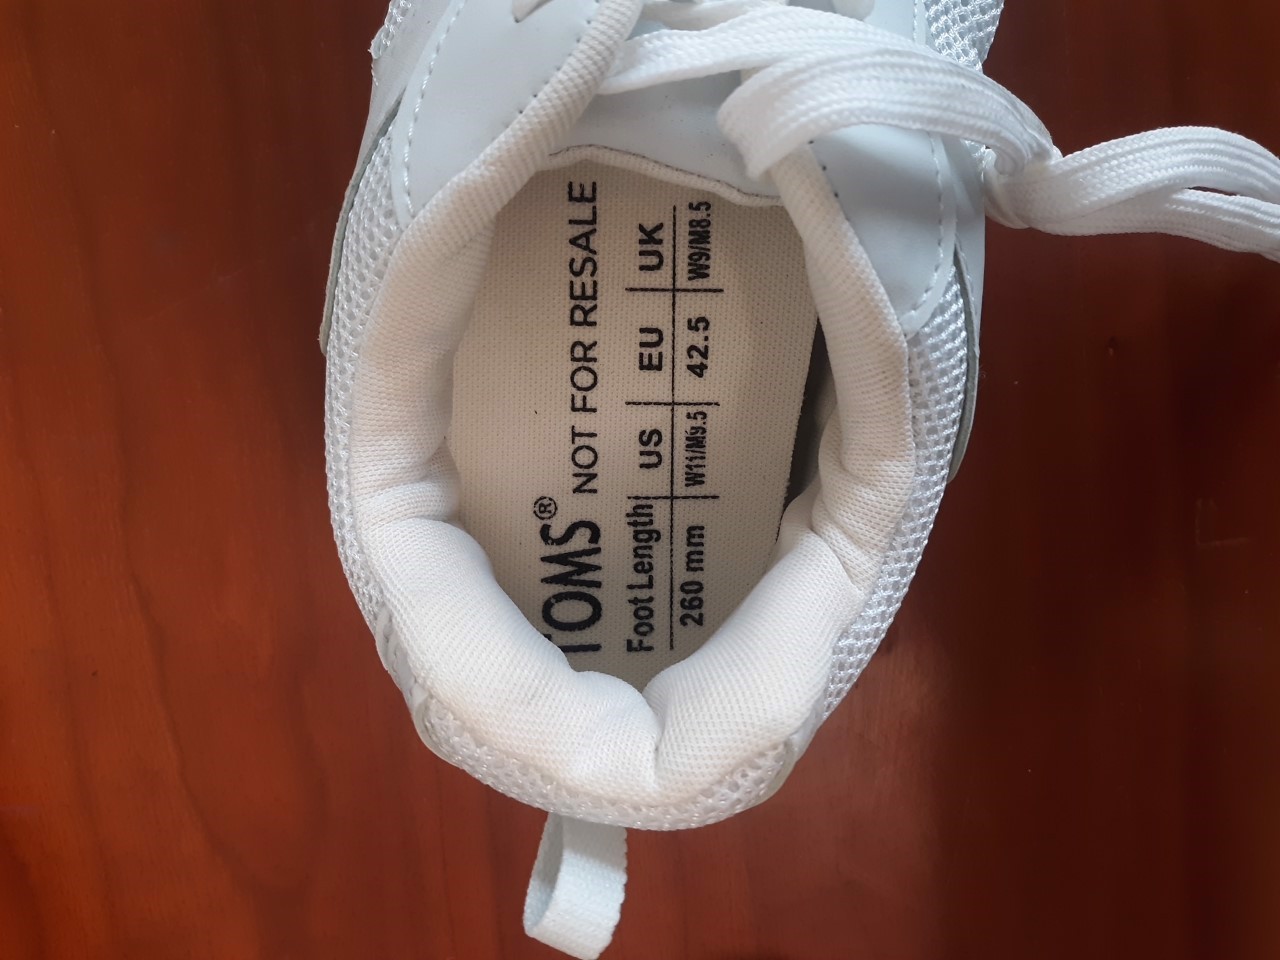 TOMS® NOT FOR RESALE
Foot Length US EU UK
260 mm W11/M9.5 42.5 W9/M8.5